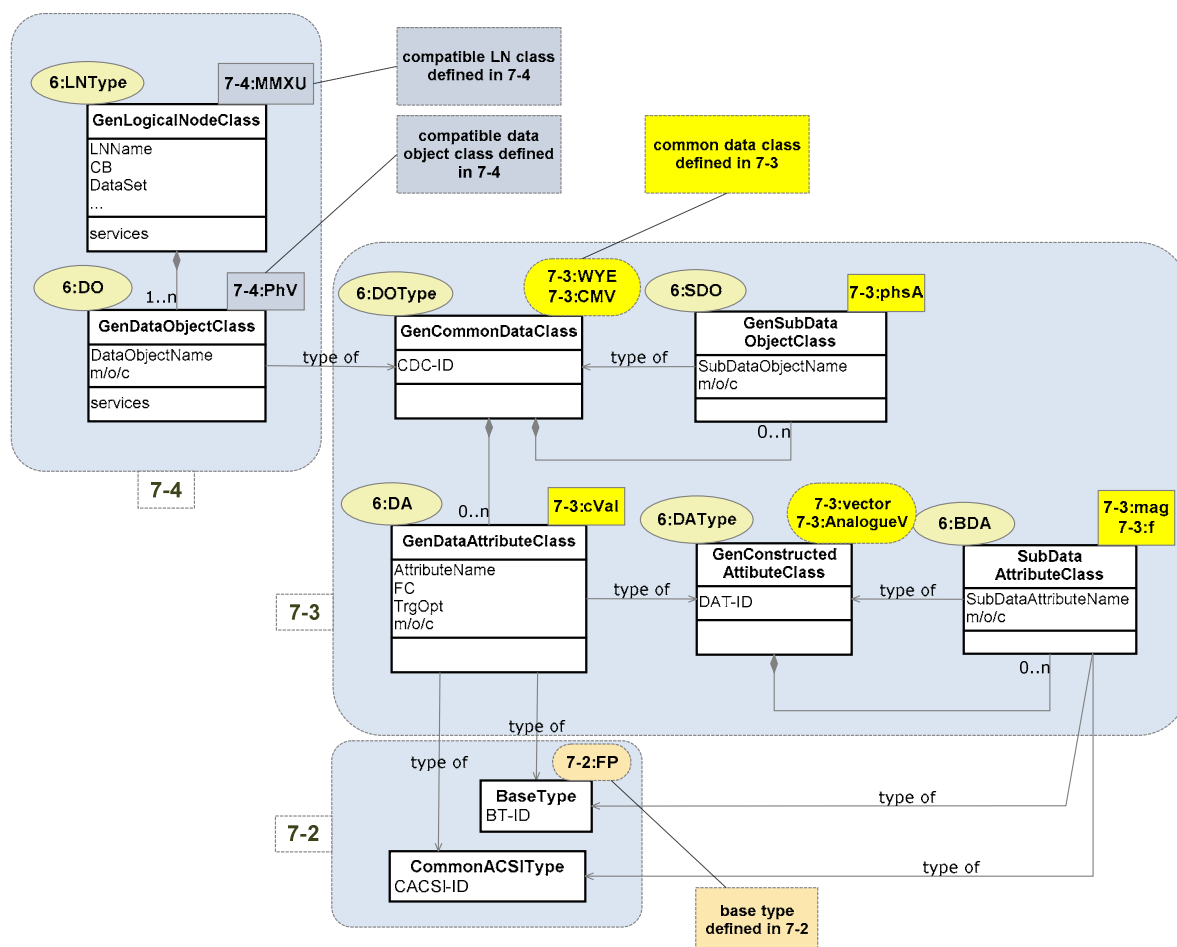 6:LNType
7-4:MMXU
GenLogicalNodeClass
LNName
CB
DataSet
...
services
compatible LN class
defined in 7-4
compatible data
object class defined
in 7-4
common data class
defined in 7-3
6:DO
1..n
7-4:PhV
GenDataObjectClass
DataObjectName
m/o/c
services
7-4
type of
6:DOType
7-3:WYE
7-3:CMV
GenCommonDataClass
CDC-ID
type of
6:SDO
7-3:phsA
GenSubData
ObjectClass
SubDataObjectName
m/o/c
0..n
6:DA
0..n
7-3:cVal
GenDataAttributeClass
AttributeName
FC
TrgOpt
m/o/c
type of
6:DAType
7-3:vector
7-3:AnalogueV
GenConstructed
AttibuteClass
DAT-ID
type of
6:BDA
7-3:mag
7-3:f
SubData
AttributeClass
SubDataAttributeName
m/o/c
0..n
7-3
type of
type of
7-2:FP
BaseType
BT-ID
type of
7-2
CommonACSIType
CACSI-ID
type of
base type
defined in 7-2